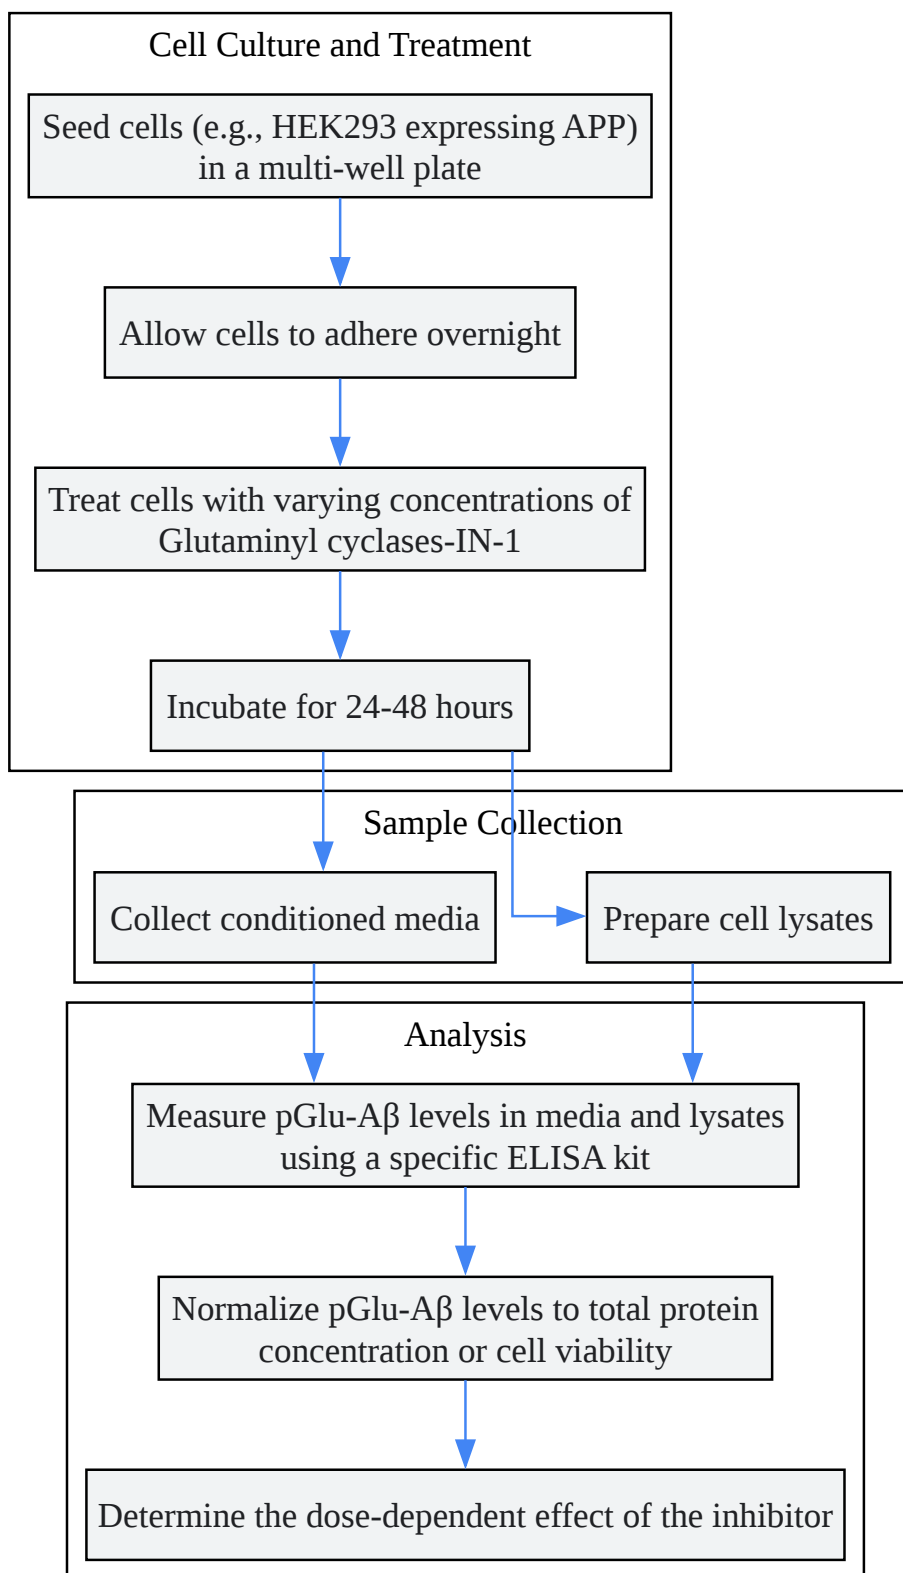 Cell Culture and Treatment
Seed cells (e.g., HEK293 expressing APP)
in a multi-well plate
Allow cells to adhere overnight
Treat cells with varying concentrations of
Glutaminyl cyclases-IN-1
Incubate for 24-48 hours
Sample Collection
Collect conditioned media
Prepare cell lysates
Analysis
Measure pGlu-Aβ levels in media and lysates
using a specific ELISA kit
Normalize pGlu-Aβ levels to total protein
concentration or cell viability
Determine the dose-dependent effect of the inhibitor